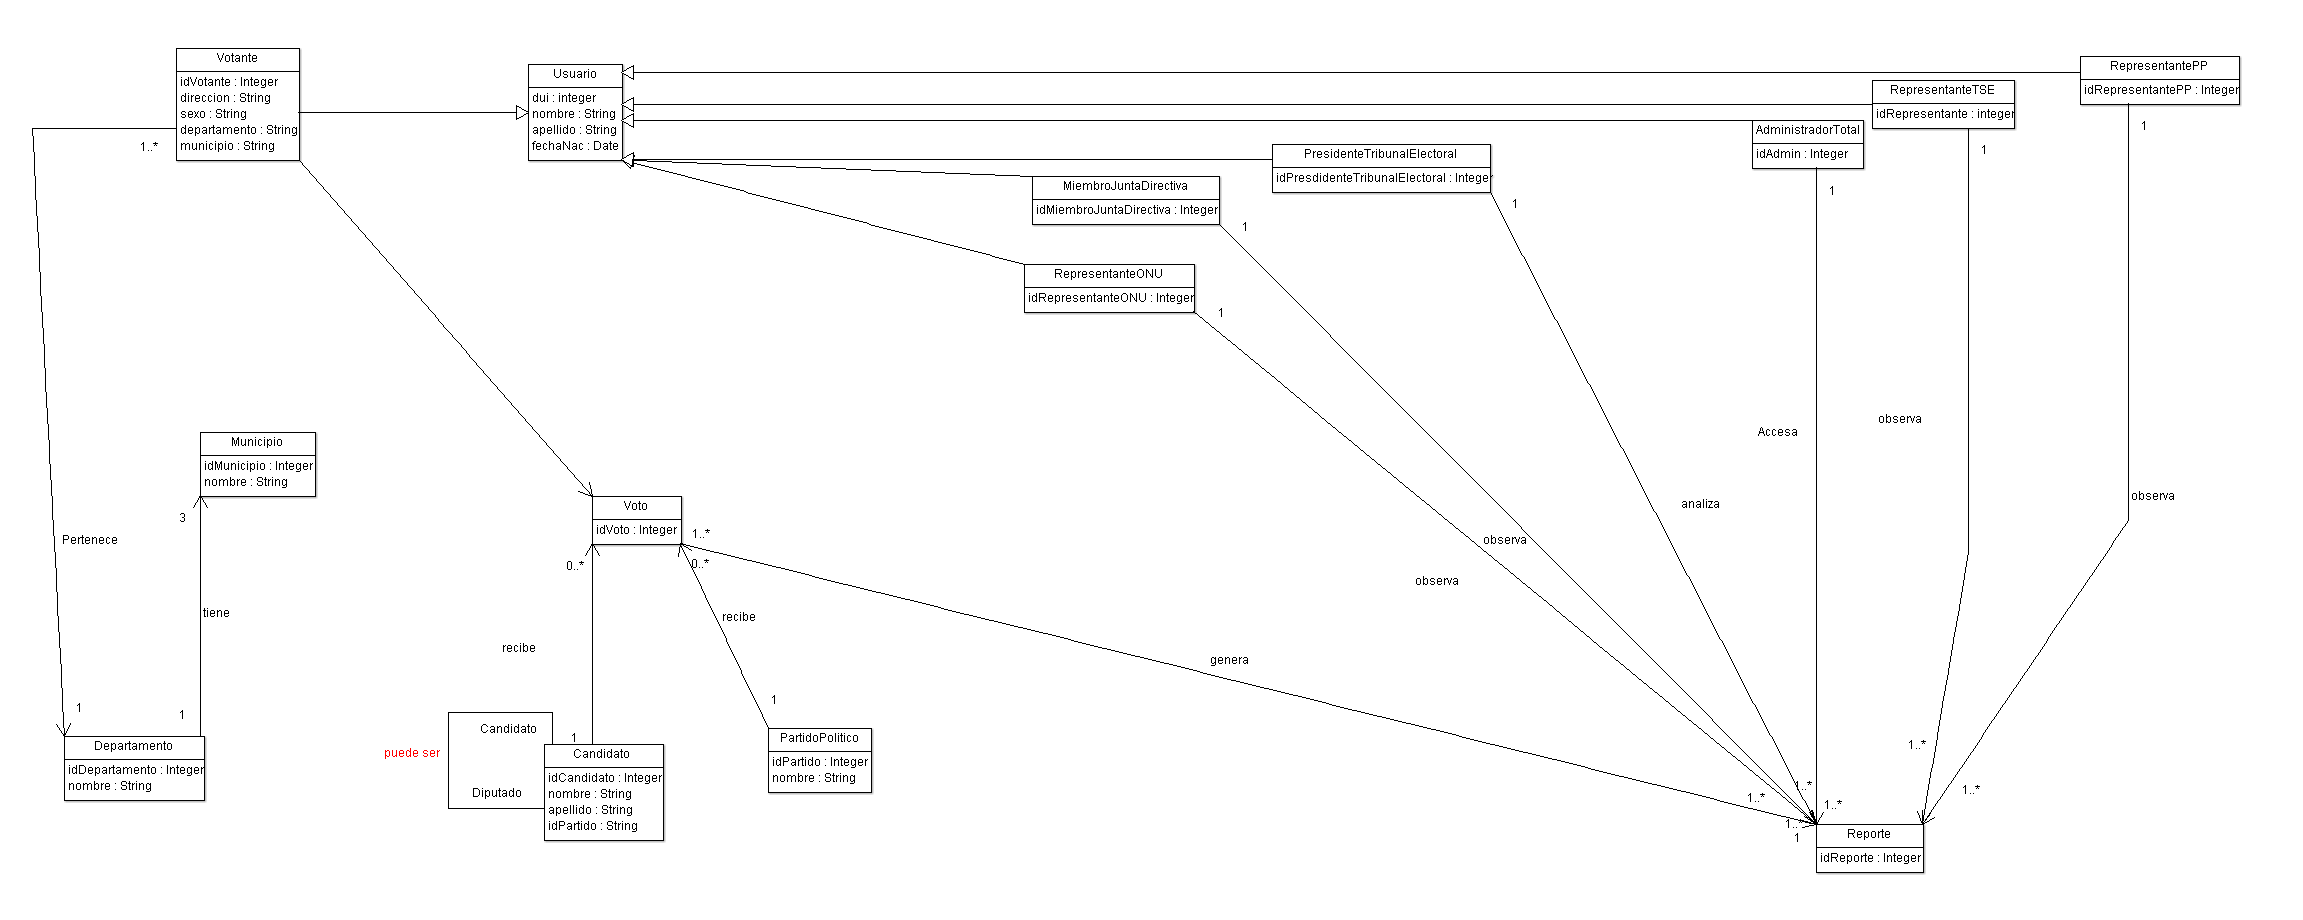 Votante
idVotante : Integer
direccion : String
sexo : String
departamento : String
municipio : String
1..*
Usuario
dui : integer
nombre : String
apellido : String
fechaNac : Date
RepresentantePP
idRepresentantePP : Integer
1
RepresentanteTSE
idRepresentante : integer
1
AdministradorTotal
idAdmin : Integer
1
PresidenteTribunalElectoral
idPresdidenteTribunalElectoral : Integer
1
MiembroJuntaDirectiva
idMiembroJuntaDirectiva : Integer
1
RepresentanteONU
idRepresentanteONU : Integer
1
Accesa
observa
observa
analiza
observa
observa
Municipio
idMunicipio : Integer
nombre : String
3
Pertenece
tiene
1
1
Departamento
idDepartamento : Integer
nombre : String
Voto
idVoto : Integer
1..*
0..*
0..*
recibe
recibe
genera
1
1
puede ser
Candidato
Diputado
Candidato
idCandidato : Integer
nombre : String
apellido : String
idPartido : String
PartidoPolitico
idPartido : Integer
nombre : String
1..*
1..*
1..*
1..*
1..*
1..*
1
Reporte
idReporte : Integer